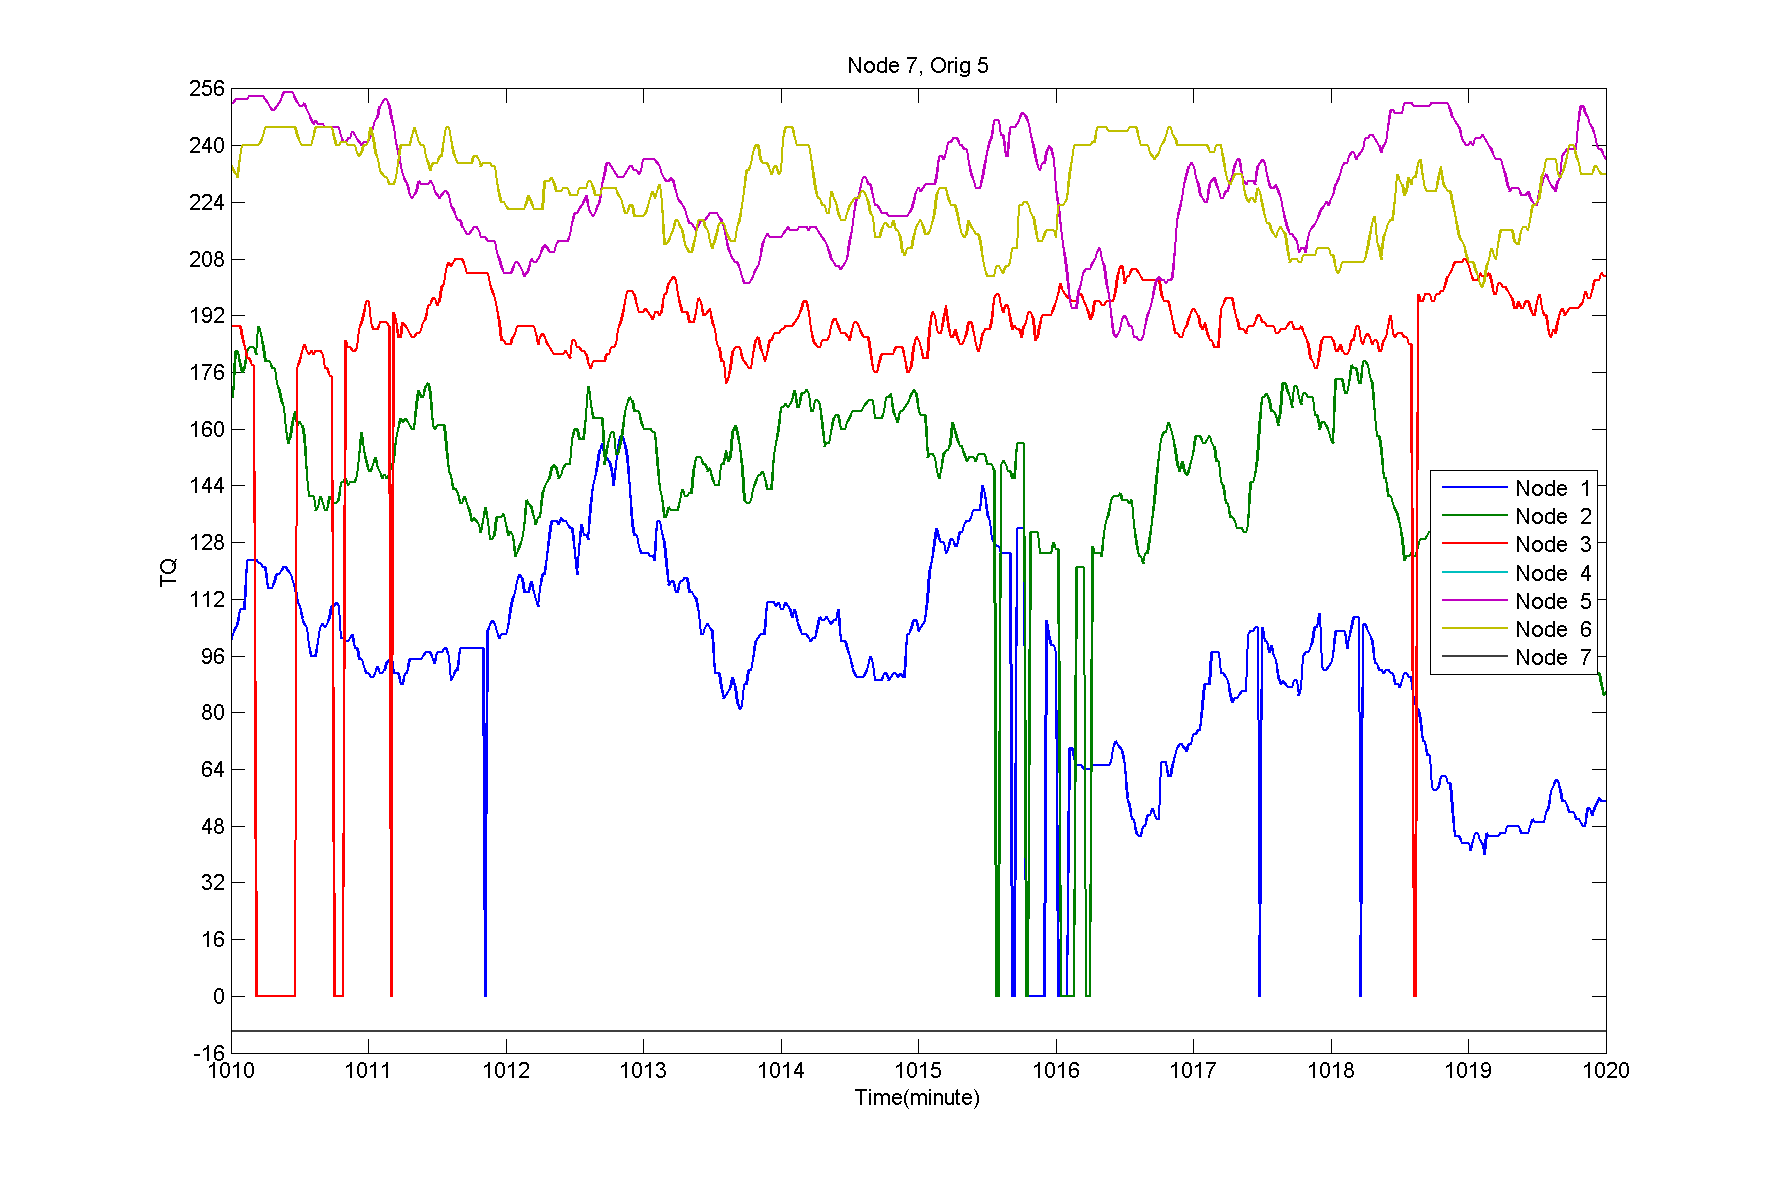 Node 7, Orig 5
256
240
224
208
192
176
160
144
128
112
96
80
64
48
32
16
0
-16
TQ
Node 1
Node 2
Node 3
Node 4
Node 5
Node 6
Node 7
1010 1011 1012 1013 1014 1015 1016 1017 1018 1019 1020
Time(minute)